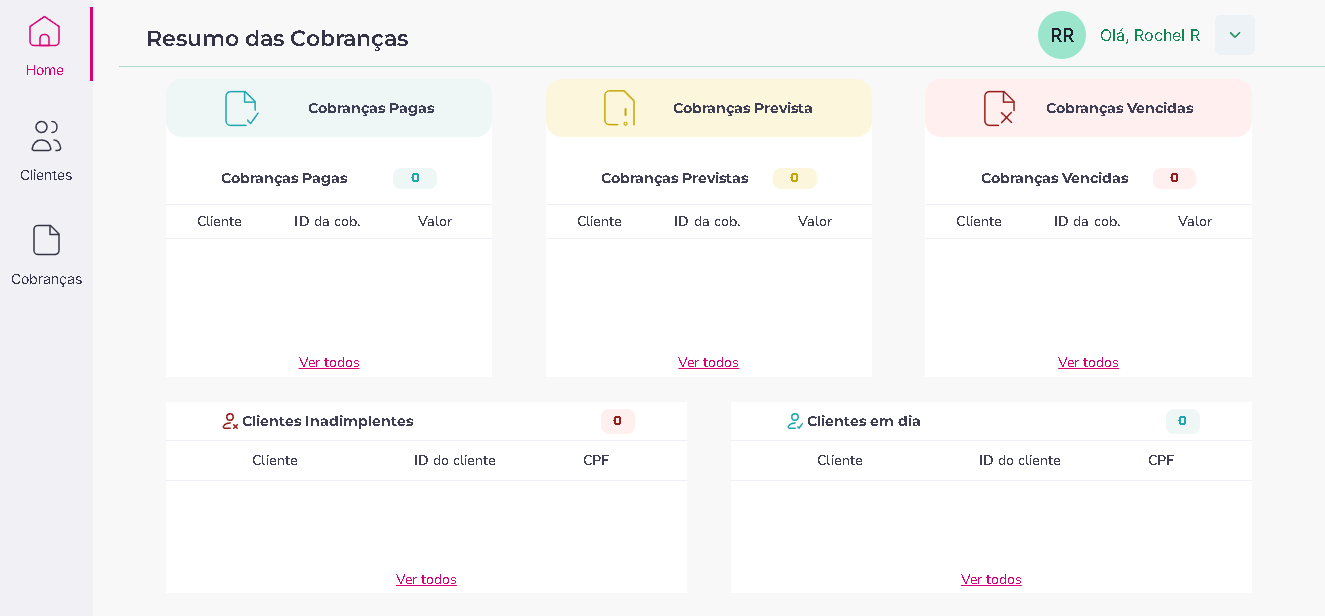 Resumo das Cobranças
RR
Olá, Rochel R
Home
Clientes
Cobranças
Cobranças Pagas
Cobranças Prevista
Cobranças Vencidas
Cobranças Pagas 0
Cobranças Previstas 0
Cobranças Vencidas 0
Cliente ID da cob. Valor
Cliente ID da cob. Valor
Cliente ID da cob. Valor
Ver todos
Ver todos
Ver todos
Clientes Inadimplentes 0
Clientes em dia 0
Cliente ID do cliente CPF
Cliente ID do cliente CPF
Ver todos
Ver todos